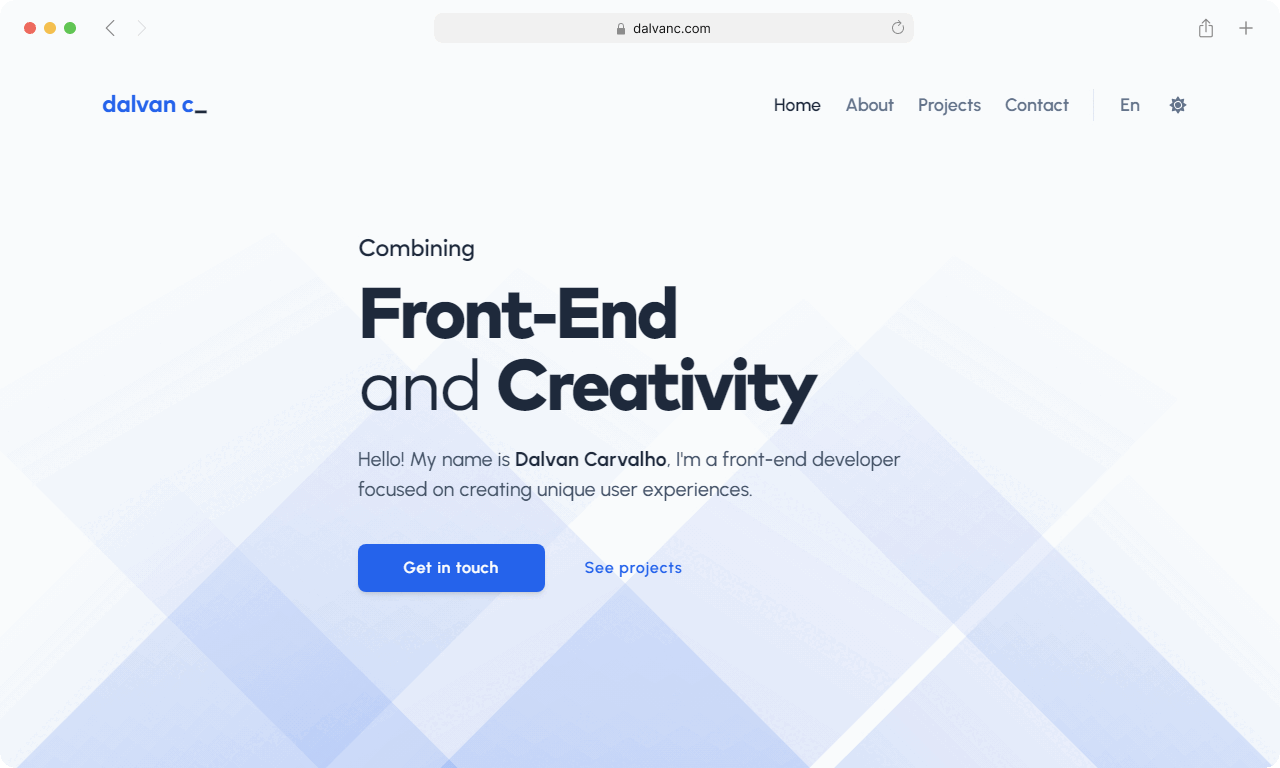 dalvanc.com
dalvan c_
Home About Projects Contact En
Combining
Front-End
and Creativity
Hello! My name is Dalvan Carvalho, I'm a front-end developer
focused on creating unique user experiences.
Get in touch See projects